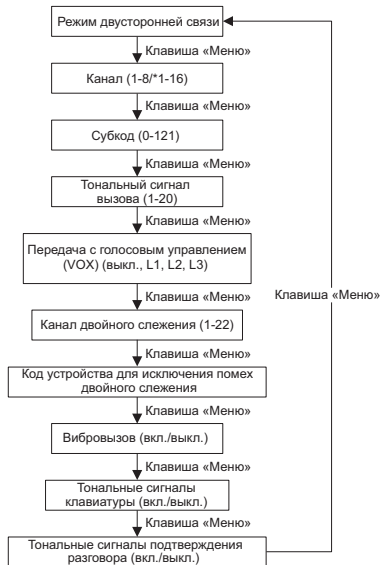 Режим двусторонней связи
Клавиша «Меню»
Канал (1-8/*1-16)
Клавиша «Меню»
Субкод (0-121)
Клавиша «Меню»
Тональный сигнал
вызова (1-20)
Клавиша «Меню»
Передача с голосовым управлением
(VOX) (выкл., L1, L2, L3)
Клавиша «Меню»
Клавиша «Меню»
Канал двойного слежения (1-22)
Клавиша «Меню»
Код устройства для исключения помех
двойного слежения
Клавиша «Меню»
Вибровызов (вкл./выкл.)
Клавиша «Меню»
Тональные сигналы
клавиатуры (вкл./выкл.)
Клавиша «Меню»
Тональные сигналы подтверждения
разговора (вкл./выкл.)